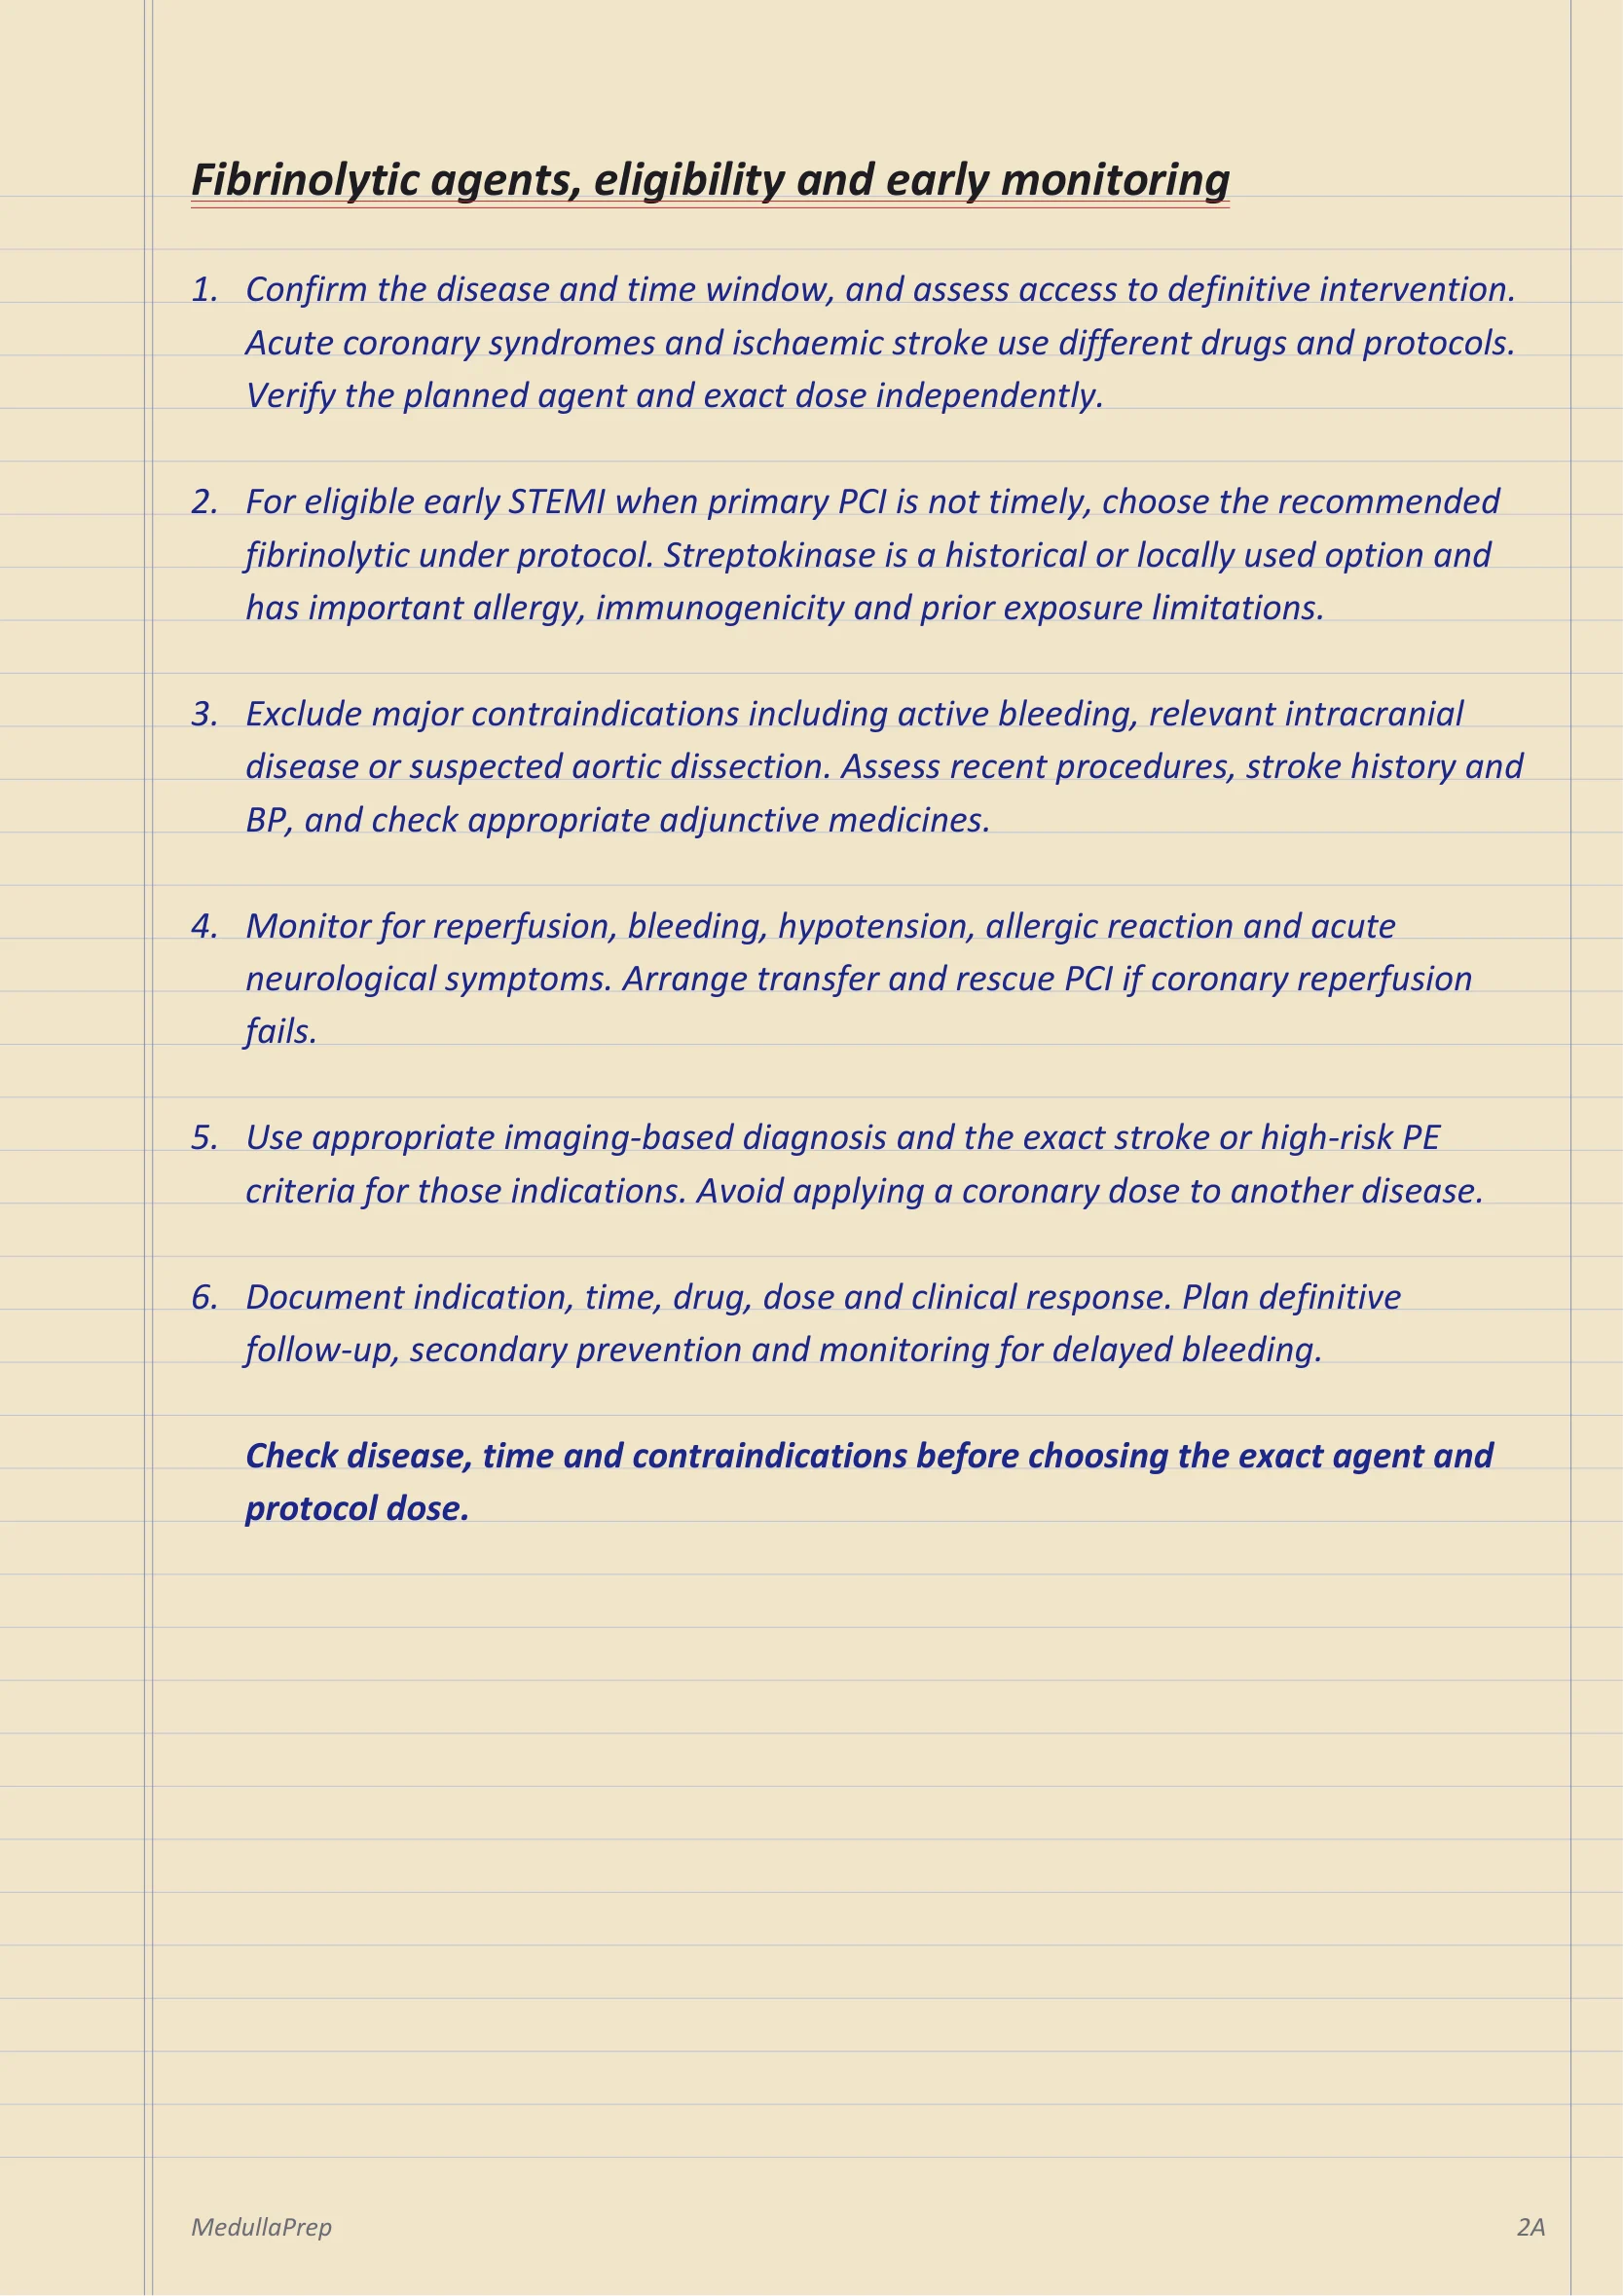 Fibrinolytic agents, eligibility and early monitoring
1. Confirm the disease and time window, and assess access to definitive intervention.
Acute coronary syndromes and ischaemic stroke use different drugs and protocols.
Verify the planned agent and exact dose independently.
2. For eligible early STEMI when primary PCI is not timely, choose the recommended
fibrinolytic under protocol. Streptokinase is a historical or locally used option and
has important allergy, immunogenicity and prior exposure limitations.
3. Exclude major contraindications including active bleeding, relevant intracranial
disease or suspected aortic dissection. Assess recent procedures, stroke history and
BP, and check appropriate adjunctive medicines.
4. Monitor for reperfusion, bleeding, hypotension, allergic reaction and acute
neurological symptoms. Arrange transfer and rescue PCI if coronary reperfusion
fails.
5. Use appropriate imaging-based diagnosis and the exact stroke or high-risk PE
criteria for those indications. Avoid applying a coronary dose to another disease.
6. Document indication, time, drug, dose and clinical response. Plan definitive
follow-up, secondary prevention and monitoring for delayed bleeding.
Check disease, time and contraindications before choosing the exact agent and
protocol dose.
MedullaPrep
2A